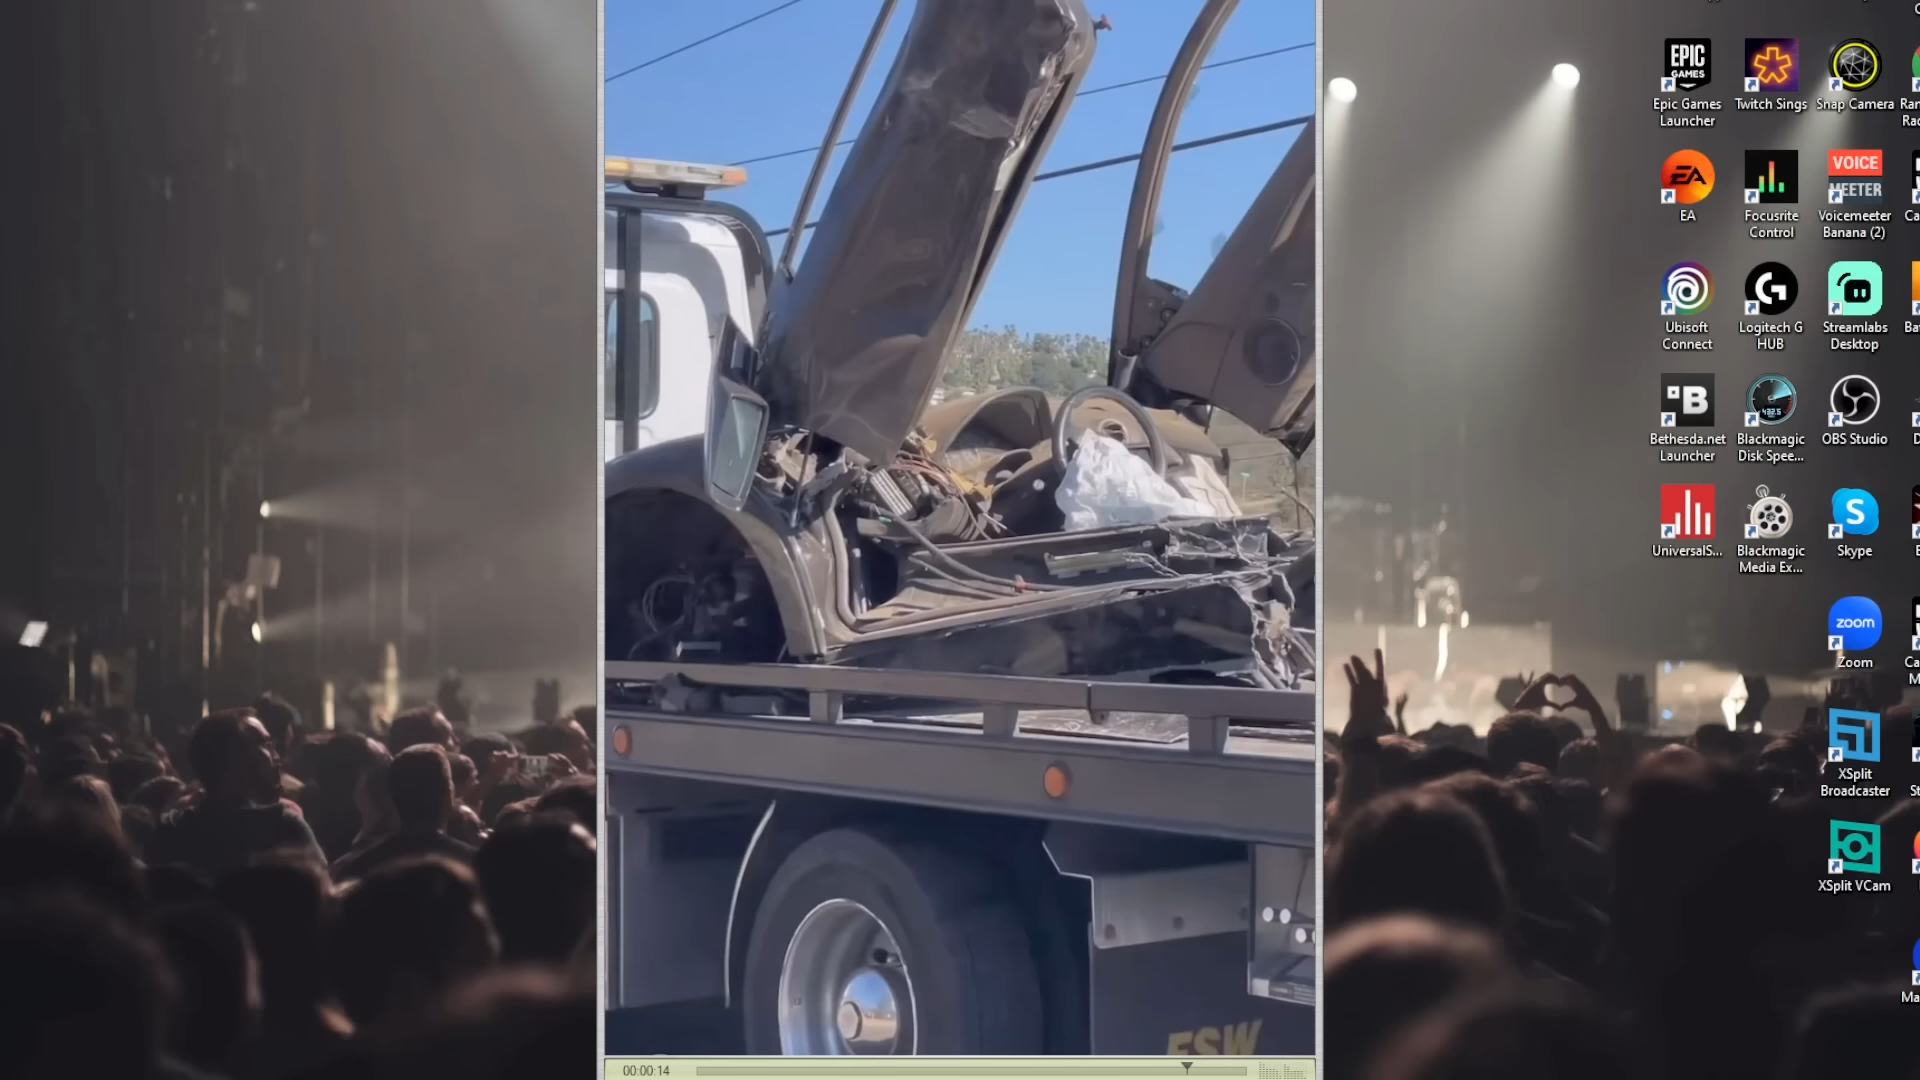 EPIC
GAMES
Epic Games
Launcher
Twitch Sings
Snap Camera
EA
EA
Focusrite
Control
VOICE
MEETER
Voicemeeter
Banana (2)
Ubisoft
Connect
Logitech G
HUB
Streamlabs
Desktop
B
Bethesda.net
Launcher
Blackmagic
Disk Spee...
OBS Studio
UniversalS...
Blackmagic
Media Ex...
S
Skype
zoom
Zoom
XSplit
Broadcaster
XSplit VCam
ESW
00:00:14